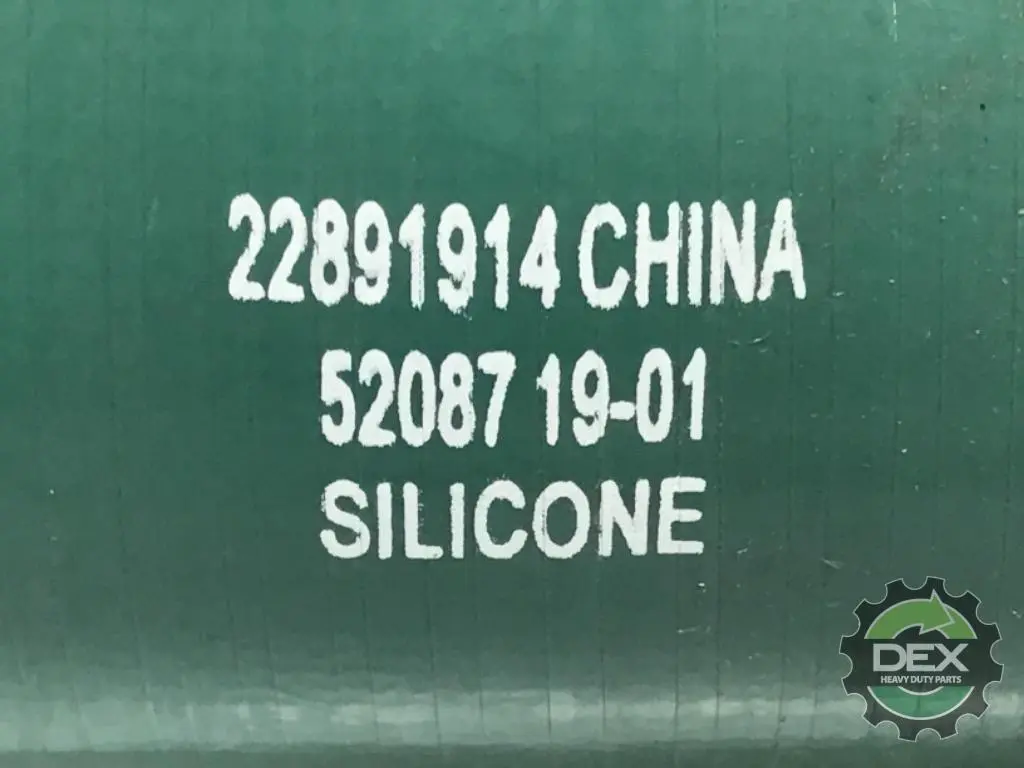 22891914 CHINA
52087 19-01
SILICONE
DEX
HEAVY DUTY PARTS